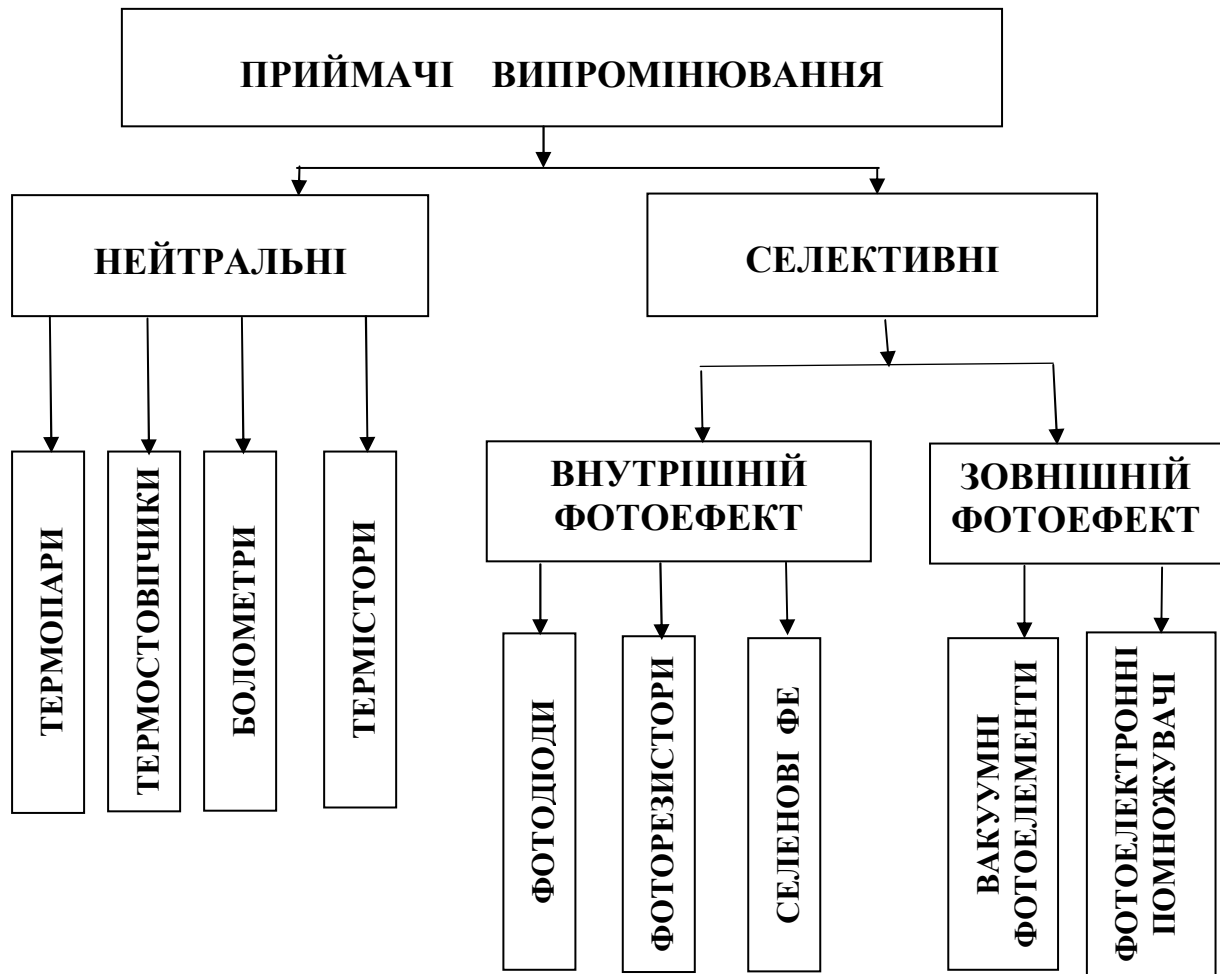 ПРИЙМАЧІ ВИПРОМІНЮВАННЯ
НЕЙТРАЛЬНІ
СЕЛЕКТИВНІ
ВНУТРІШНІЙ
ФОТОЕФЕКТ
ЗОВНІШНІЙ
ФОТОЕФЕКТ
ТЕРМОПАРИ
ТЕРМОСТОВПЧИКИ
БОЛОМЕТРИ
ТЕРМІСТОРИ
ФОТОДІОДИ
ФОТОРЕЗИСТОРИ
СЕЛЕНОВІ ФЕ
ВАКУУМНІ
ФОТОЕЛЕМЕНТИ
ФОТОЕЛЕКТРОННІ
ПОМНОЖУВАЧІ